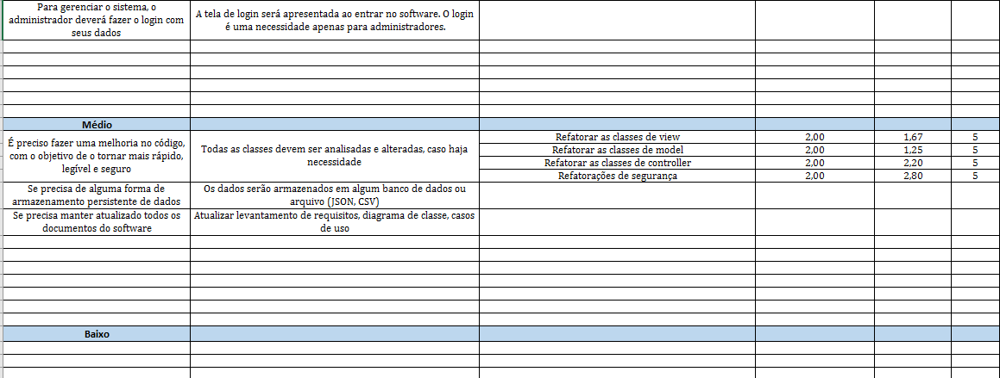 Para gerenciar o sistema, o
administrador deverá fazer o login com
seus dados
A tela de login será apresentada ao entrar no software. O login
é uma necessidade apenas para administradores.
Médio
É preciso fazer uma melhoria no código,
com o objetivo de o tornar mais rápido,
legível e seguro
Todas as classes devem ser analisadas e alteradas, caso haja
necessidade
Refatorar as classes de view 2,00 1,67 5
Refatorar as classes de model 2,00 1,25 5
Refatorar as classes de controller 2,00 2,20 5
Refatorações de segurança 2,00 2,80 5
Se precisa de alguma forma de
armazenamento persistente de dados
Os dados serão armazenados em algum banco de dados ou
arquivo (JSON, CSV)
Se precisa manter atualizado todos os
documentos do software
Atualizar levantamento de requisitos, diagrama de classe, casos
de uso
Baixo